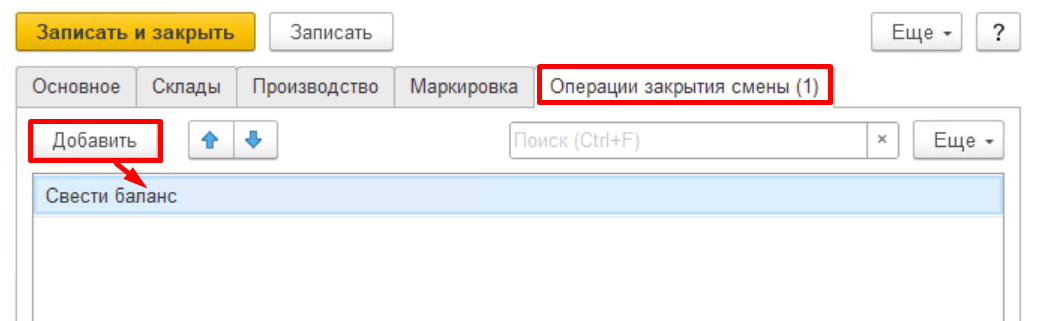 Записать и закрыть Записать Еще ?
Основное Склады Производство Маркировка Операции закрытия смены (1)
Добавить Поиск (Ctrl+F) × Еще
Свести баланс